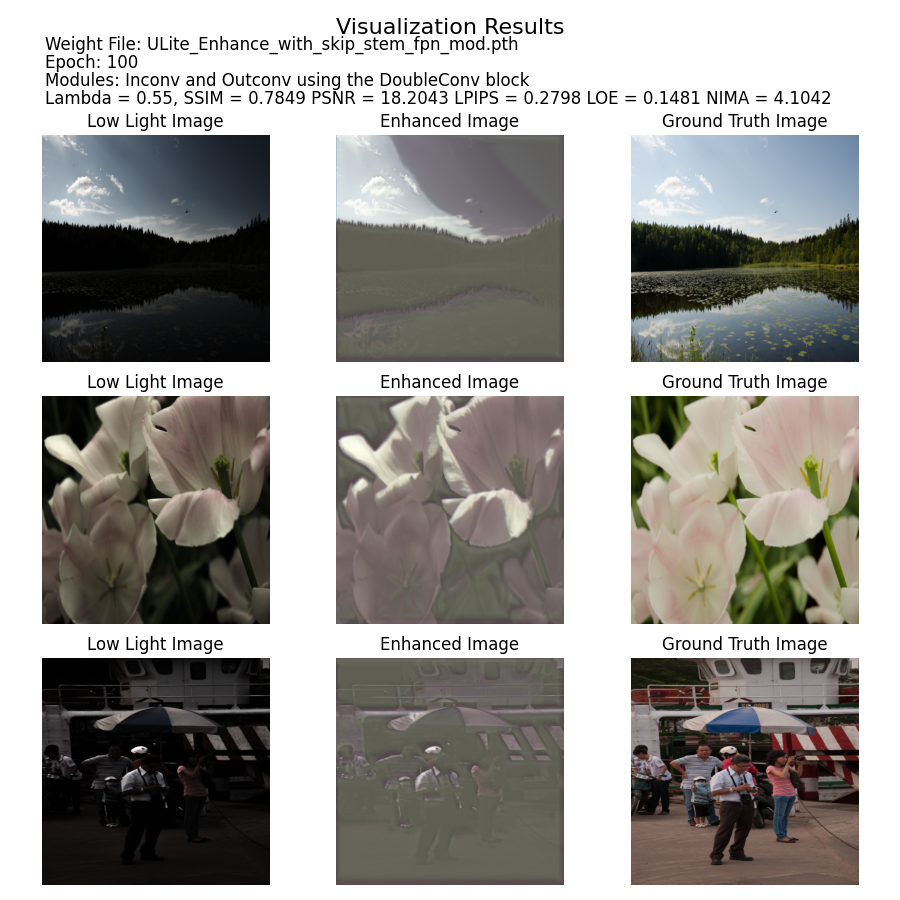 Visualization Results
Weight File: ULite_Enhance_with_skip_stem_fpn_mod.pth
Epoch: 100
Modules: Inconv and Outconv using the DoubleConv block
Lambda = 0.55, SSIM = 0.7849 PSNR = 18.2043 LPIPS = 0.2798 LOE = 0.1481 NIMA = 4.1042
Low Light Image Enhanced Image Ground Truth Image
Low Light Image Enhanced Image Ground Truth Image
Low Light Image Enhanced Image Ground Truth Image